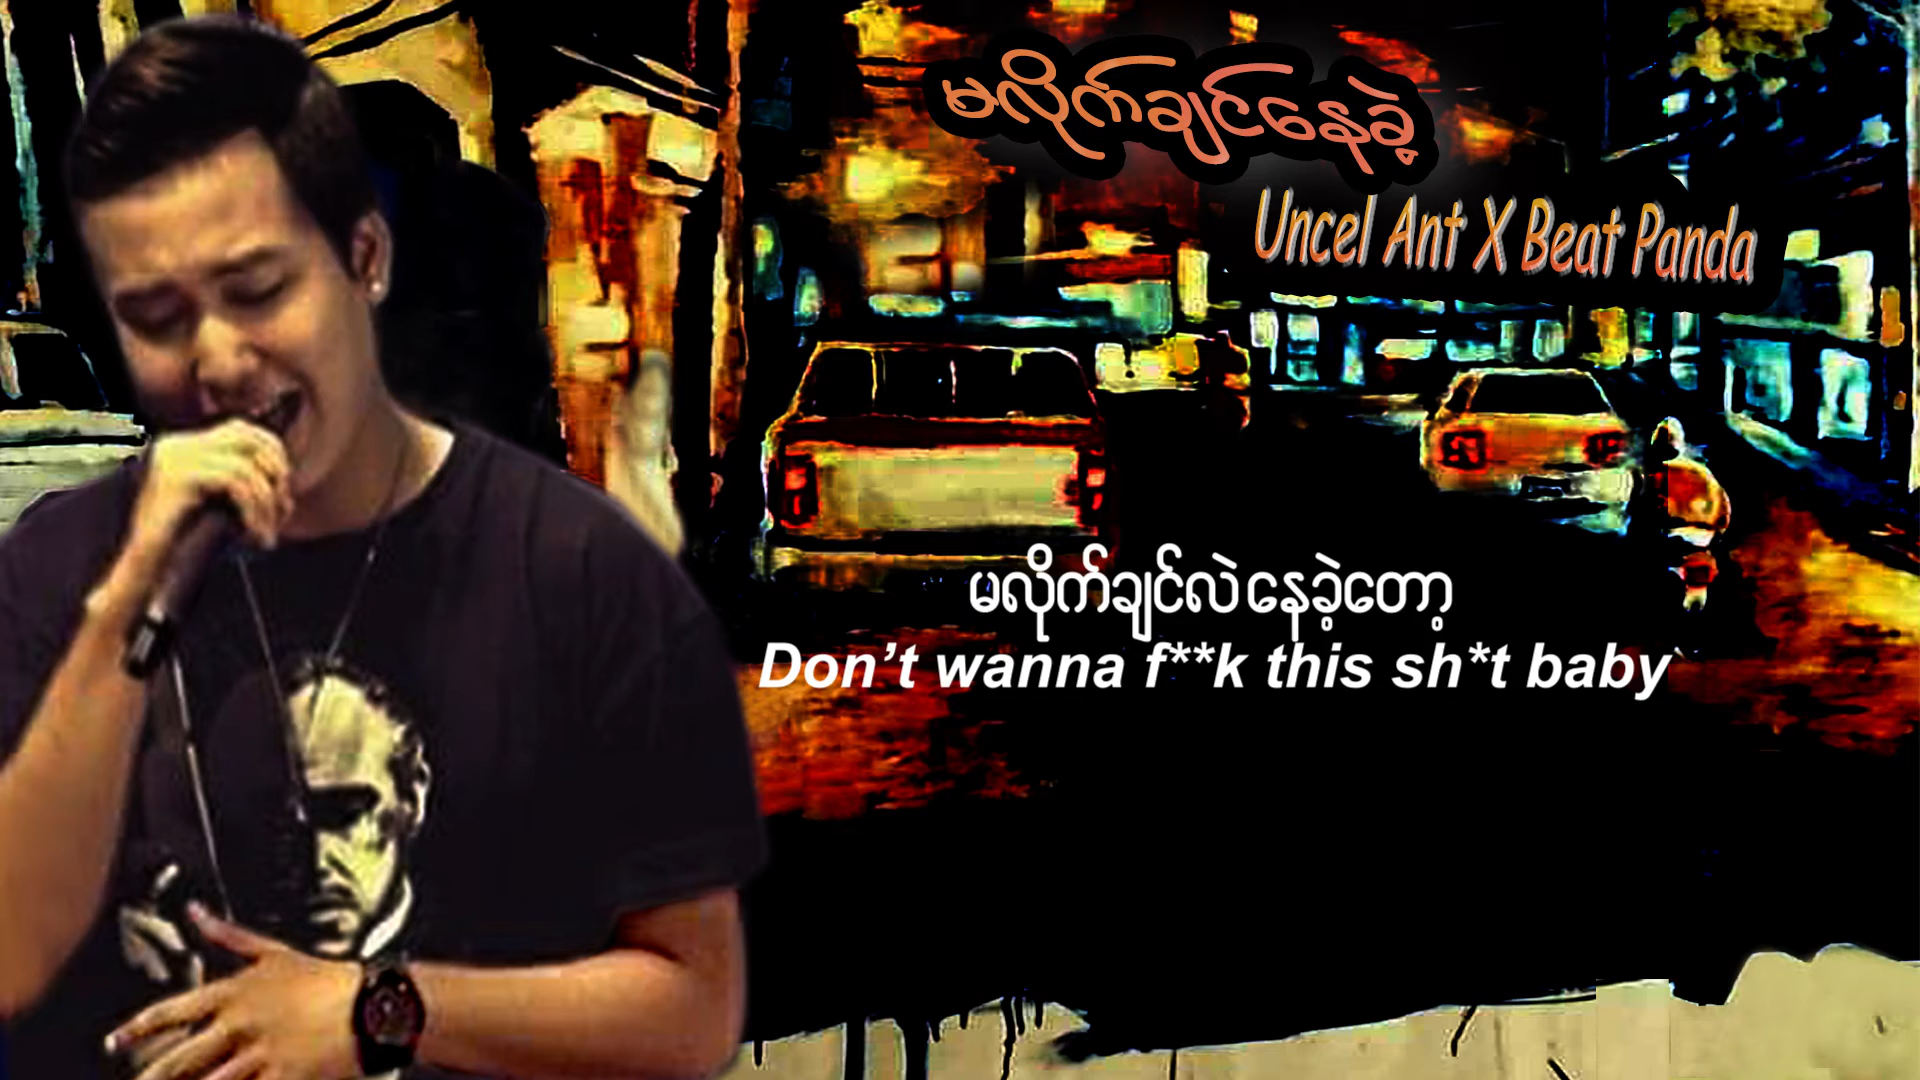 မလိုက်ချင်နေခဲ့
Uncel Ant X Beat Panda
မလိုက်ချင်လဲ နေခဲ့တော့
Don’t wanna f**k this sh*t baby